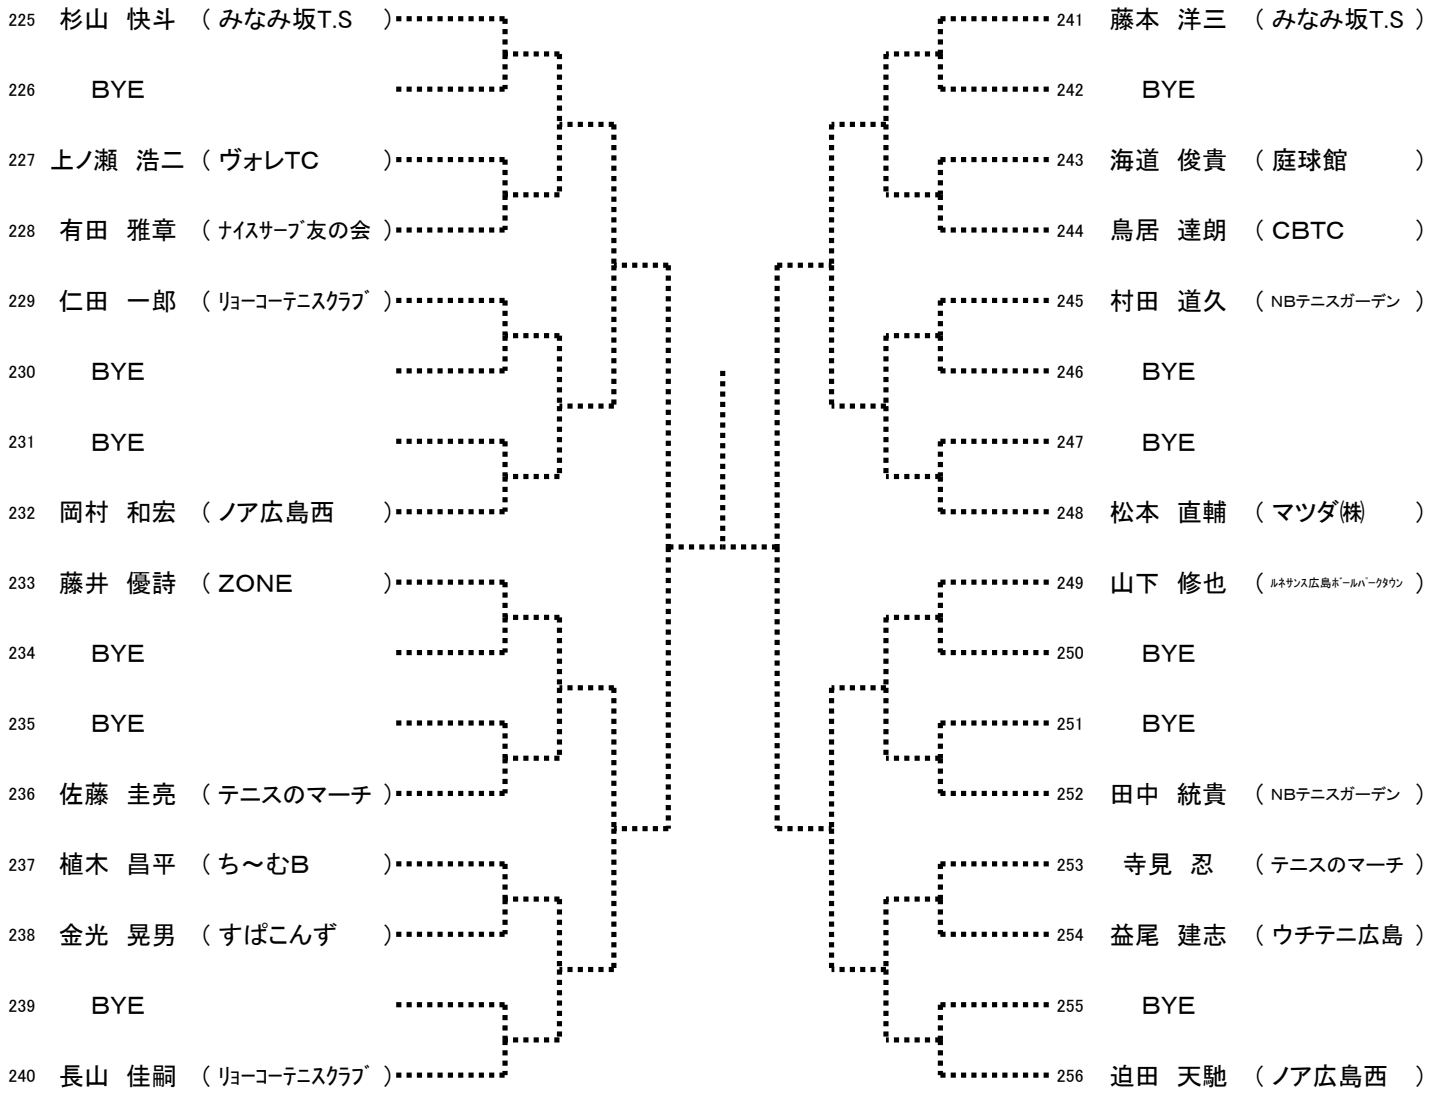 225 杉山 快斗 （ みなみ坂T.S ）
226 BYE
227 上ノ瀬 浩二 （ ヴォレTC ）
228 有田 雅章 （ ﾅｲｽｻｰﾌﾞ友の会 ）
229 仁田 一郎 （ ﾘｮｰｺｰﾃﾆｽｸﾗﾌﾞ ）
230 BYE
231 BYE
232 岡村 和宏 （ ノア広島西 ）
233 藤井 優詩 （ ZONE ）
234 BYE
235 BYE
236 佐藤 圭亮 （ テニスのマーチ ）
237 植木 昌平 （ ち～むB ）
238 金光 晃男 （ すぱこんず ）
239 BYE
240 長山 佳嗣 （ ﾘｮｰｺｰﾃﾆｽｸﾗﾌﾞ ）
241 藤本 洋三 （ みなみ坂T.S ）
242 BYE
243 海道 俊貴 （ 庭球館 ）
244 鳥居 達朗 （ CBTC ）
245 村田 道久 （ NBテニスガーデン ）
246 BYE
247 BYE
248 松本 直輔 （ マツダ㈱ ）
249 山下 修也 （ ﾙﾈｻﾝｽ広島ﾎﾞｰﾙﾊﾟｰｸﾀｳﾝ ）
250 BYE
251 BYE
252 田中 統貴 （ NBテニスガーデン ）
253 寺見 忍 （ テニスのマーチ ）
254 益尾 建志 （ ウチテニ広島 ）
255 BYE
256 迫田 天馳 （ ノア広島西 ）